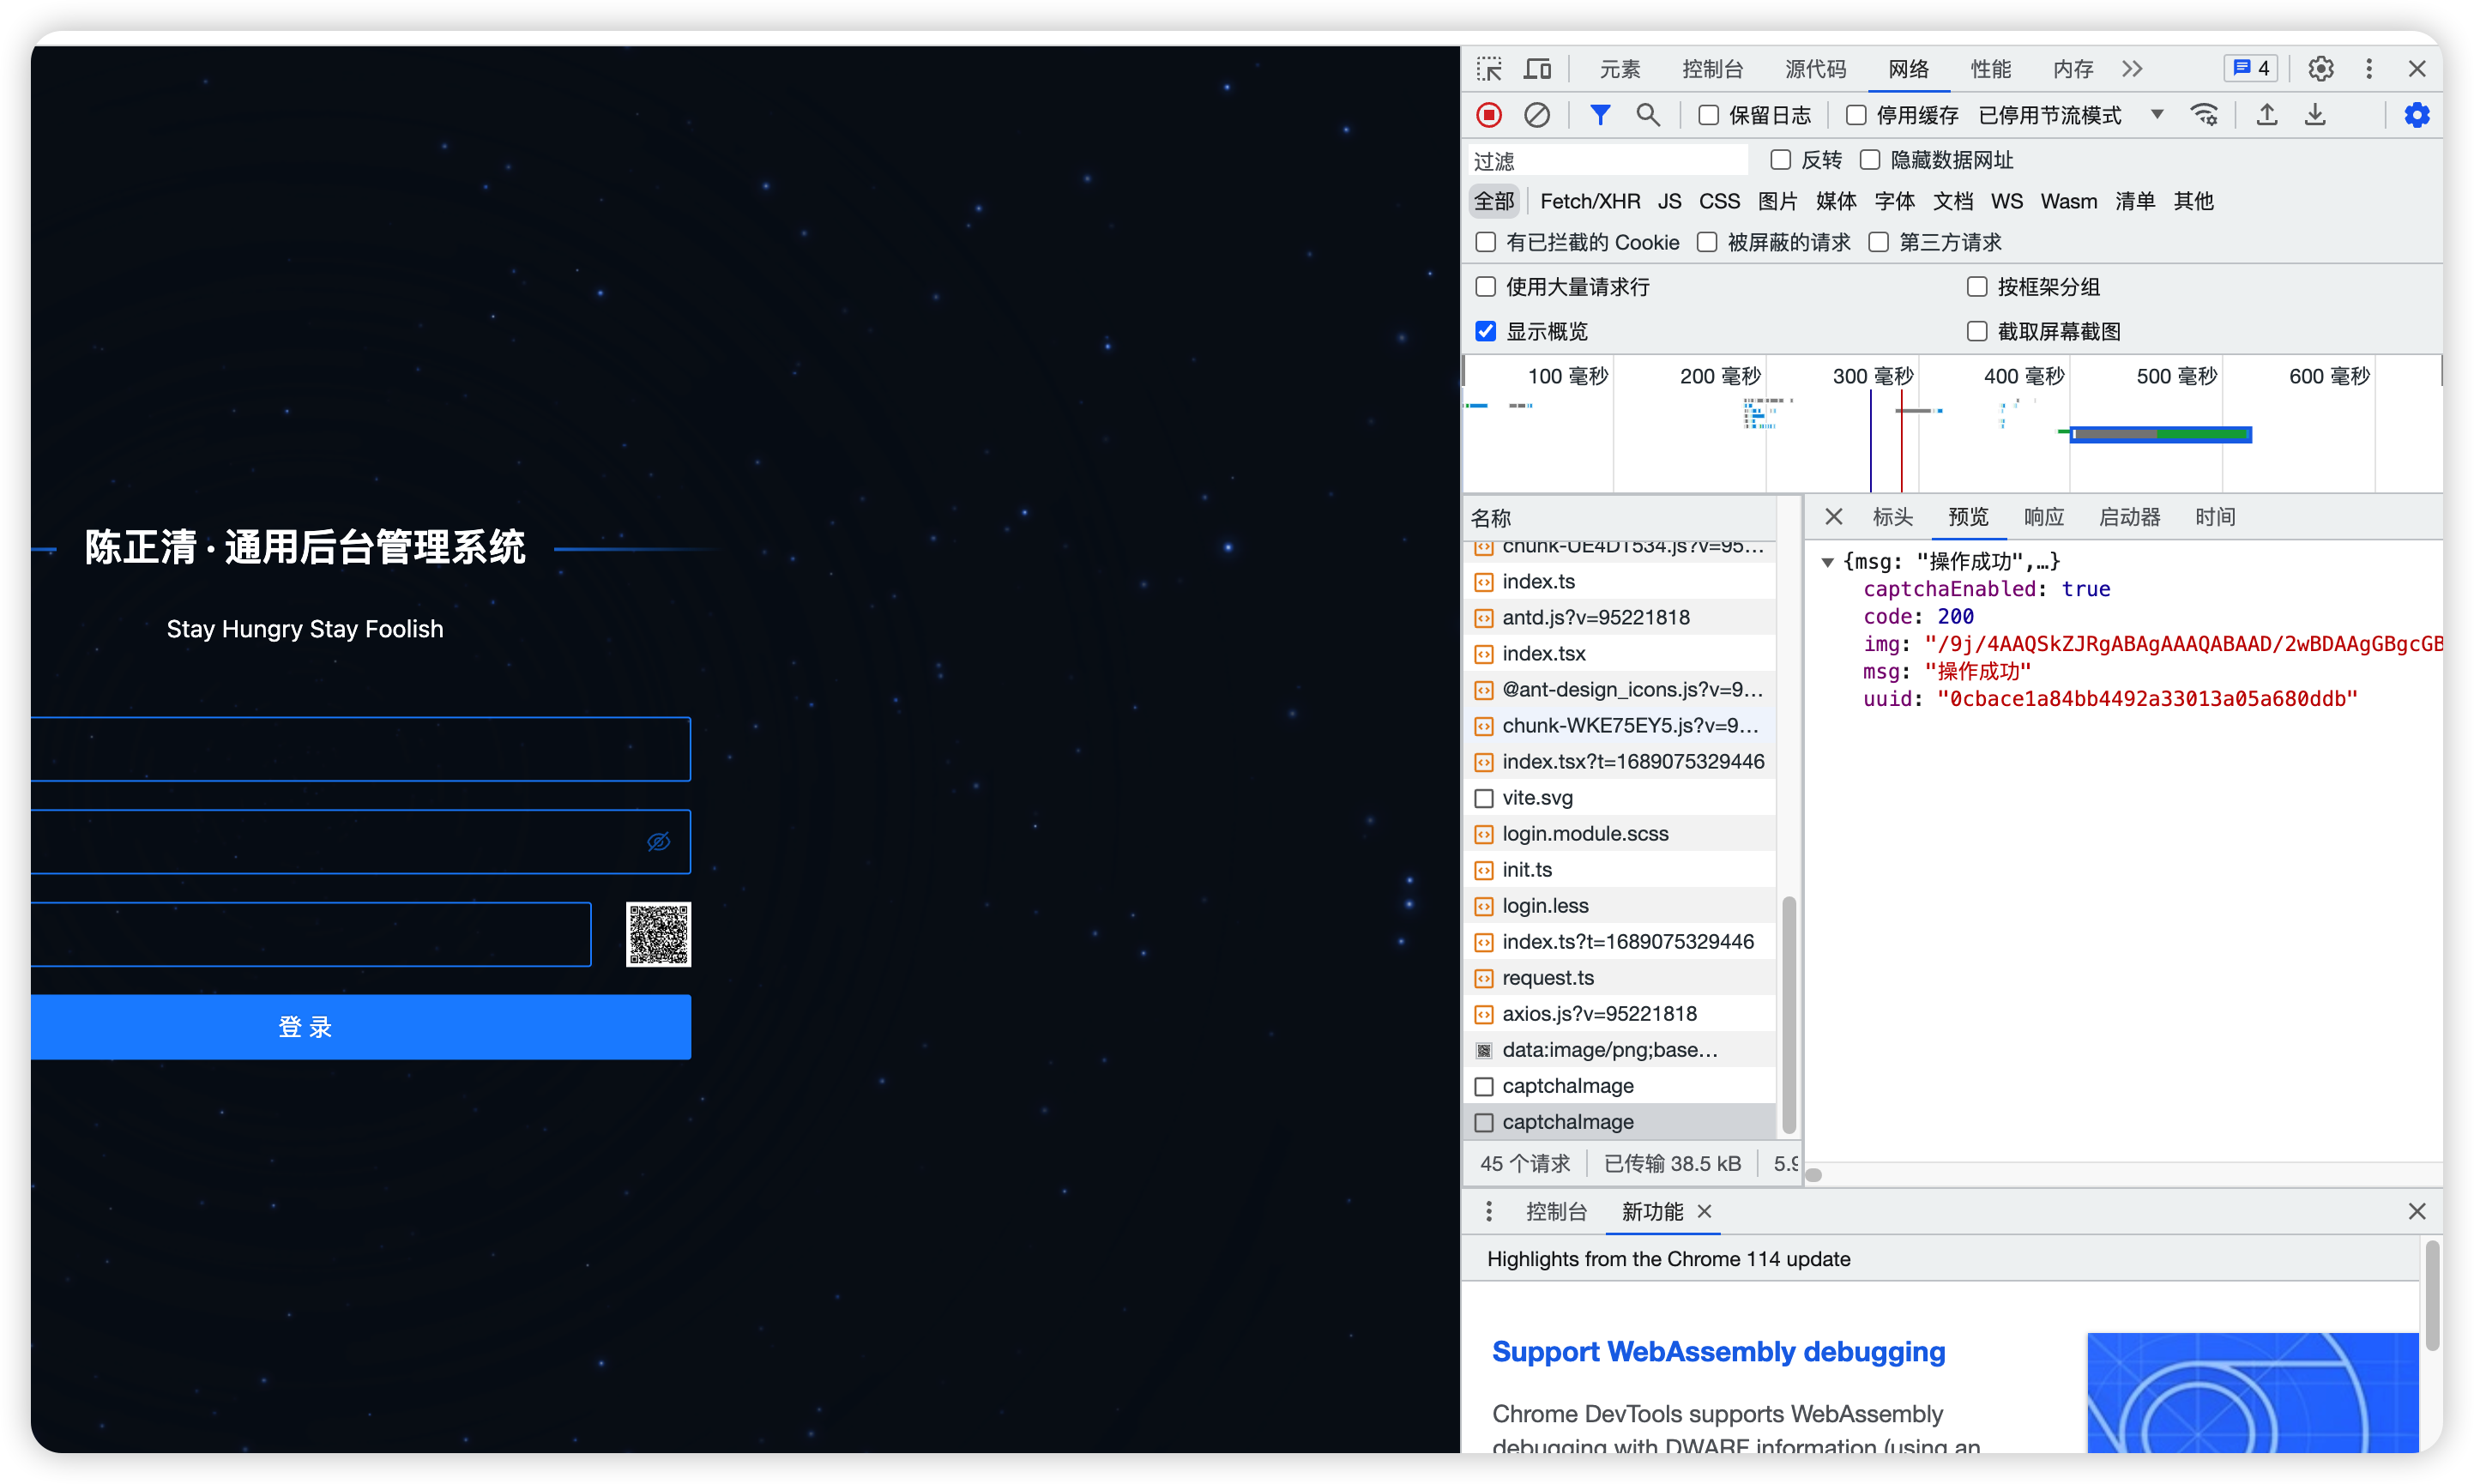 陈正清 · 通用后台管理系统
Stay Hungry Stay Foolish
登 录
元素 控制台 源代码 网络 性能 内存 4
保留日志 停用缓存 已停用节流模式
过滤 反转 隐藏数据网址
全部 Fetch/XHR JS CSS 图片 媒体 字体 文档 WS Wasm 清单 其他
有已拦截的 Cookie 被屏蔽的请求 第三方请求
使用大量请求行 按框架分组
显示概览 截取屏幕截图
100 毫秒 200 毫秒 300 毫秒 400 毫秒 500 毫秒 600 毫秒
名称
chunk-UE4DT534.js?v=95…
index.ts
antd.js?v=95221818
index.tsx
@ant-design_icons.js?v=9…
chunk-WKE75EY5.js?v=9…
index.tsx?t=1689075329446
vite.svg
login.module.scss
init.ts
login.less
index.ts?t=1689075329446
request.ts
axios.js?v=95221818
data:image/png;base…
captchaImage
captchaImage
45 个请求 已传输 38.5 kB 5.9
标头 预览 响应 启动器 时间
{msg: "操作成功",…}
captchaEnabled: true
code: 200
img: "/9j/4AAQSkZJRgABAgAAAQABAAD/2wBDAAgGBgcGB
msg: "操作成功"
uuid: "0cbace1a84bb4492a33013a05a680ddb"
控制台 新功能
Highlights from the Chrome 114 update
Support WebAssembly debugging
Chrome DevTools supports WebAssembly
debugging with DWARF information (using an